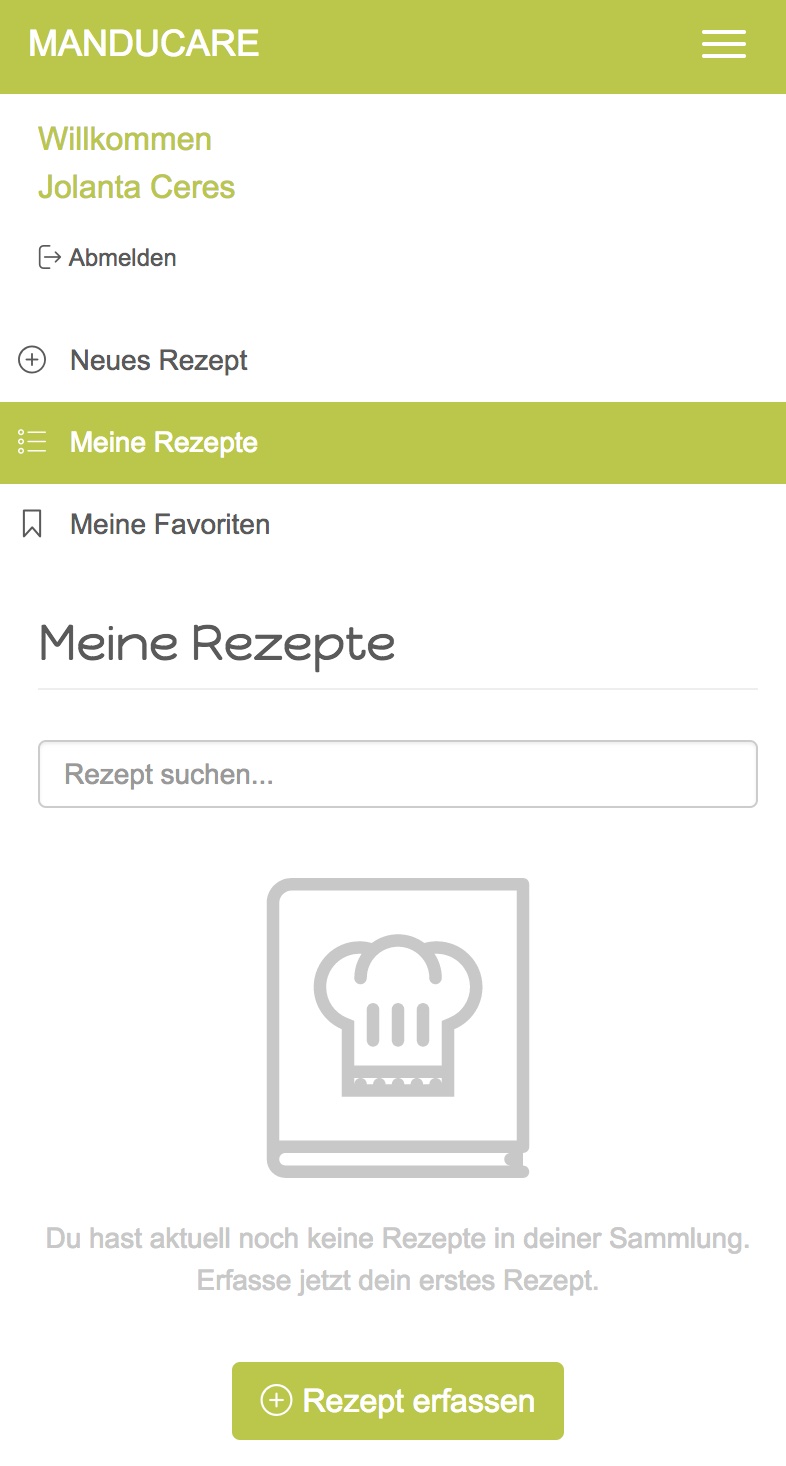 MANDUCARE
Willkommen
Jolanta Ceres
Abmelden
Neues Rezept
Meine Rezepte
Meine Favoriten
Meine Rezepte
Rezept suchen...
Du hast aktuell noch keine Rezepte in deiner Sammlung.
Erfasse jetzt dein erstes Rezept.
Rezept erfassen